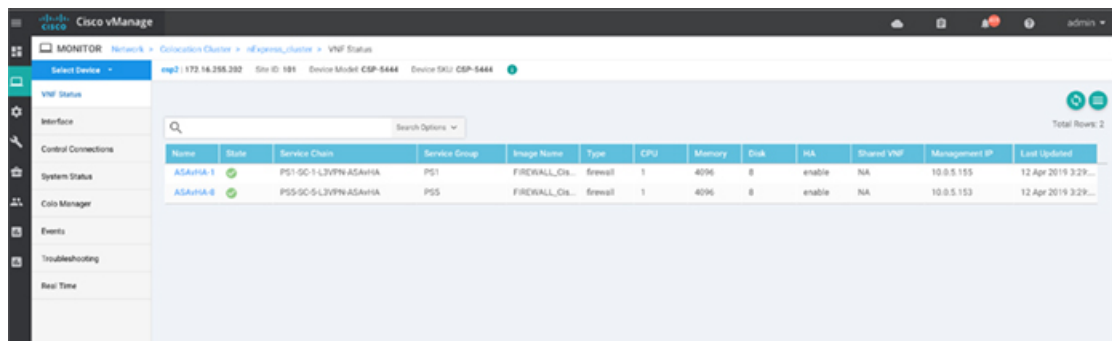 CISCO Cisco vManage admin
MONITOR Network > Colocation Cluster > nExpress_cluster > VNF Status
Select Device csp2 | 172.16.255.202 Site ID: 101 Device Model: CSP-5444 Device SKU: CSP-5444
VNF Status
Interface
Control Connections
System Status
Colo Manager
Events
Troubleshooting
Real Time
Search Options
Total Rows: 2
Name State Service Chain Service Group Image Name Type CPU Memory Disk HA Shared VNF Management IP Last Updated
ASAvHA-1 PS1-SC-1-L3VPN-ASAvHA PS1 FIREWALL_Cis... firewall 1 4096 8 enable NA 10.0.5.155 12 Apr 2019 3:29:...
ASAvHA-8 PS5-SC-5-L3VPN-ASAvHA PS5 FIREWALL_Cis... firewall 1 4096 8 enable NA 10.0.5.153 12 Apr 2019 3:29:...